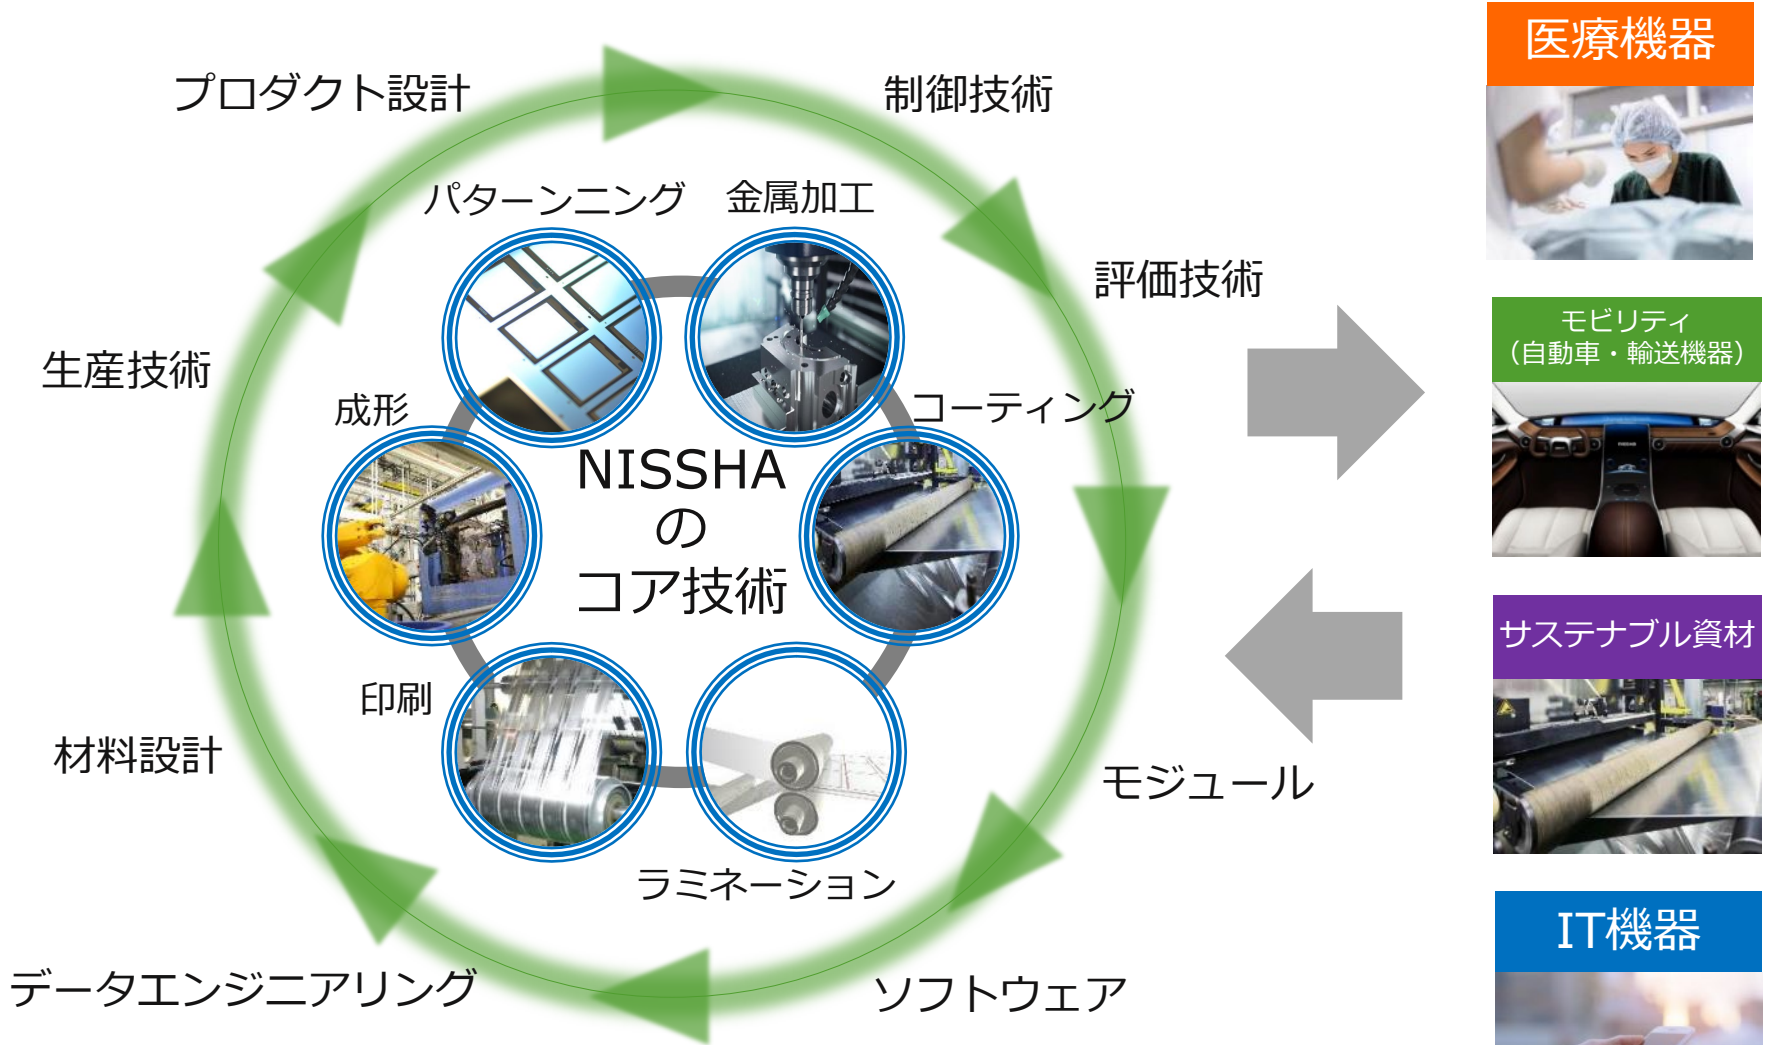 プロダクト設計
制御技術
パターンニング
金属加工
評価技術
生産技術
成形
コーティング
NISSHA
の
コア技術
印刷
材料設計
モジュール
ラミネーション
データエンジニアリング
ソフトウェア
医療機器
モビリティ
（自動車・輸送機器）
サステナブル資材
IT機器